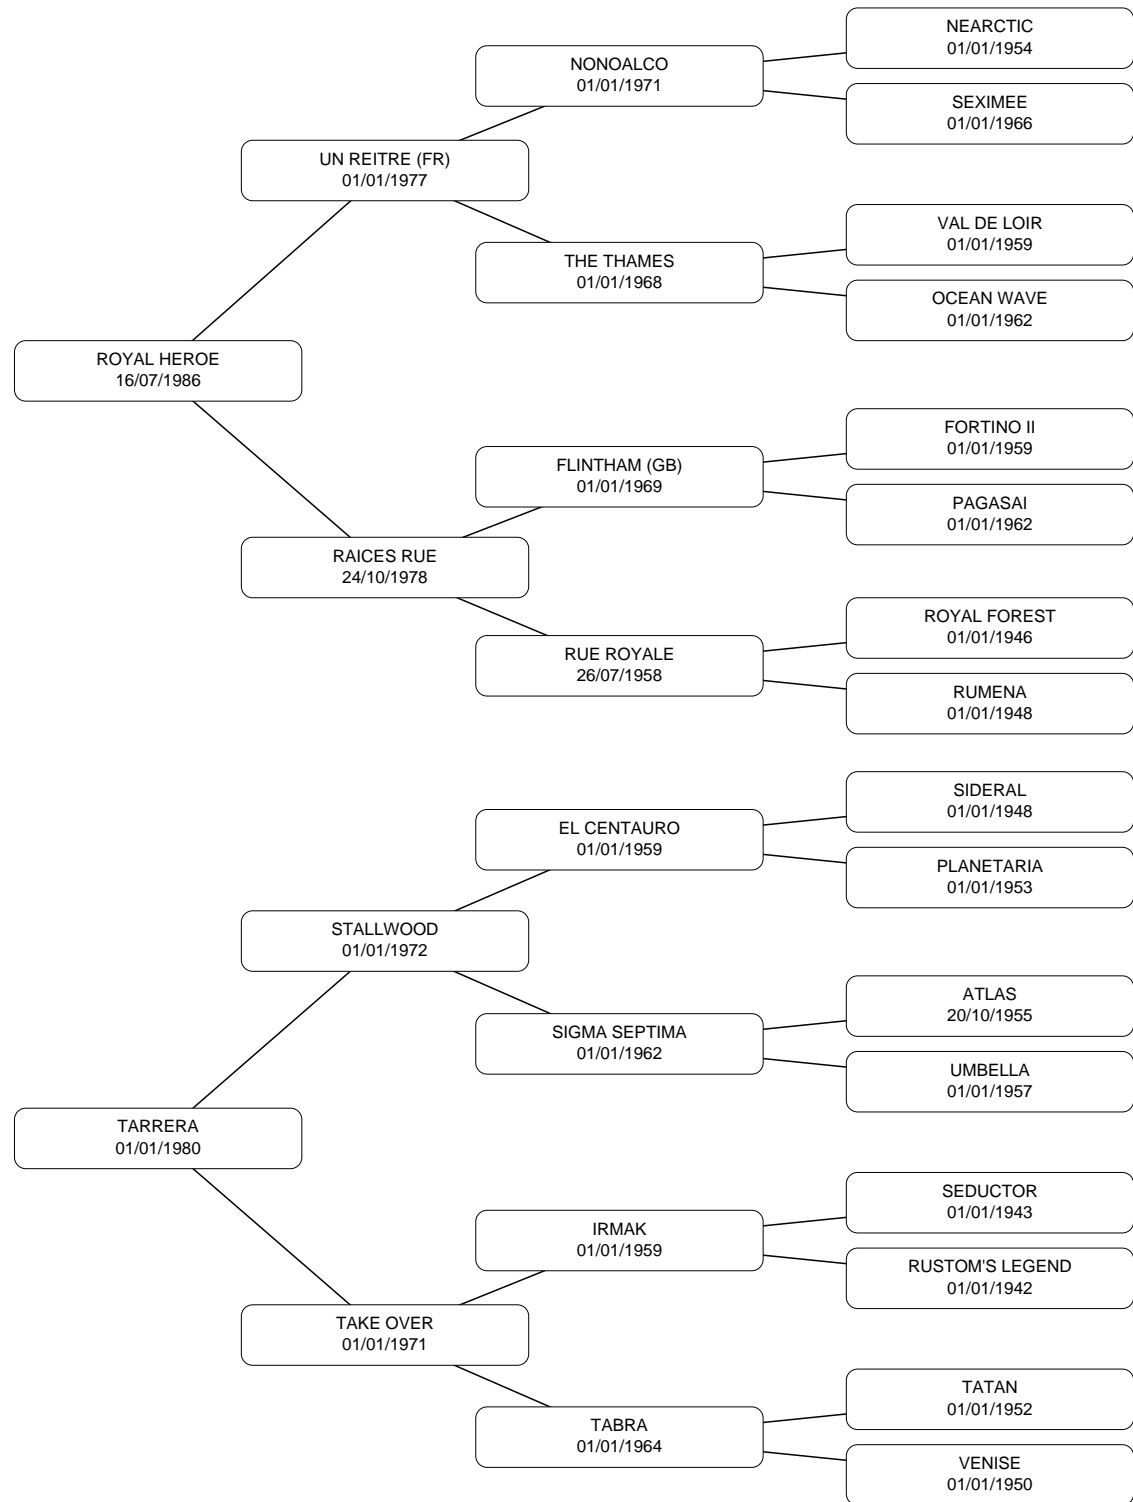 NEARCTIC
01/01/1954
NONOALCO
01/01/1971
SEXIMEE
01/01/1966
UN REITRE (FR)
01/01/1977
VAL DE LOIR
01/01/1959
THE THAMES
01/01/1968
OCEAN WAVE
01/01/1962
ROYAL HEROE
16/07/1986
FORTINO II
01/01/1959
FLINTHAM (GB)
01/01/1969
PAGASAI
01/01/1962
RAICES RUE
24/10/1978
ROYAL FOREST
01/01/1946
RUE ROYALE
26/07/1958
RUMENA
01/01/1948
SIDERAL
01/01/1948
EL CENTAURO
01/01/1959
PLANETARIA
01/01/1953
STALLWOOD
01/01/1972
ATLAS
20/10/1955
SIGMA SEPTIMA
01/01/1962
UMBELLA
01/01/1957
TARRERA
01/01/1980
SEDUCTOR
01/01/1943
IRMAK
01/01/1959
RUSTOM'S LEGEND
01/01/1942
TAKE OVER
01/01/1971
TATAN
01/01/1952
TABRA
01/01/1964
VENISE
01/01/1950